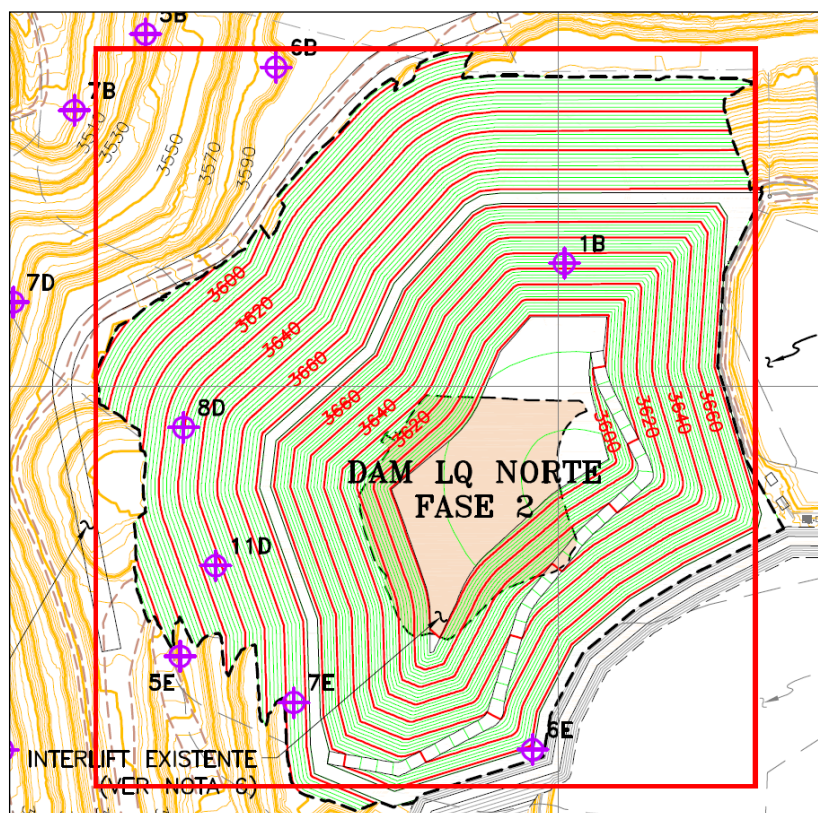 5B
6B
7B
3510
3530
3550
3570
3590
1B
7D
3600
3620
3640
3660
3660
3640
3620
3600
3620
3640
3660
8D
DAM LQ NORTE
FASE 2
11D
5E
7E
6E
INTERLIFT EXISTENTE
(VER NOTA 6)